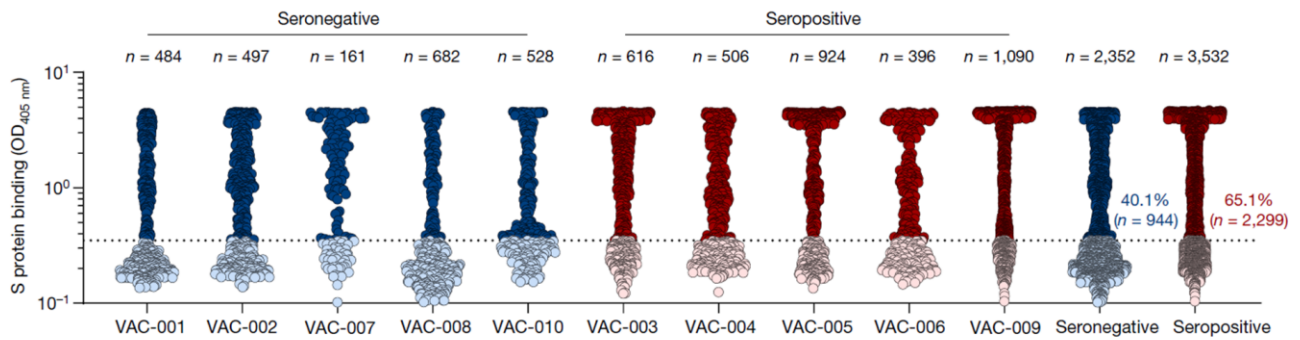 Seronegative Seropositive
n = 484 n = 497 n = 161 n = 682 n = 528 n = 616 n = 506 n = 924 n = 396 n = 1,090 n = 2,352 n = 3,532
S protein binding (OD405 nm)
10¹
10⁰
10⁻¹
40.1%
(n = 944)
65.1%
(n = 2,299)
VAC-001 VAC-002 VAC-007 VAC-008 VAC-010 VAC-003 VAC-004 VAC-005 VAC-006 VAC-009 Seronegative Seropositive